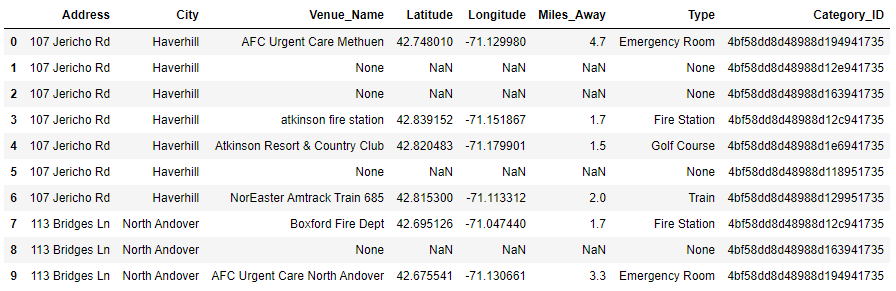 Address City Venue_Name Latitude Longitude Miles_Away Type Category_ID
0 107 Jericho Rd Haverhill AFC Urgent Care Methuen 42.748010 -71.129980 4.7 Emergency Room 4bf58dd8d48988d194941735
1 107 Jericho Rd Haverhill None NaN NaN NaN None 4bf58dd8d48988d12e941735
2 107 Jericho Rd Haverhill None NaN NaN NaN None 4bf58dd8d48988d163941735
3 107 Jericho Rd Haverhill atkinson fire station 42.839152 -71.151867 1.7 Fire Station 4bf58dd8d48988d12c941735
4 107 Jericho Rd Haverhill Atkinson Resort & Country Club 42.820483 -71.179901 1.5 Golf Course 4bf58dd8d48988d1e6941735
5 107 Jericho Rd Haverhill None NaN NaN NaN None 4bf58dd8d48988d118951735
6 107 Jericho Rd Haverhill NorEaster Amtrack Train 685 42.815300 -71.113312 2.0 Train 4bf58dd8d48988d129951735
7 113 Bridges Ln North Andover Boxford Fire Dept 42.695126 -71.047440 1.7 Fire Station 4bf58dd8d48988d12c941735
8 113 Bridges Ln North Andover None NaN NaN NaN None 4bf58dd8d48988d163941735
9 113 Bridges Ln North Andover AFC Urgent Care North Andover 42.675541 -71.130661 3.3 Emergency Room 4bf58dd8d48988d194941735